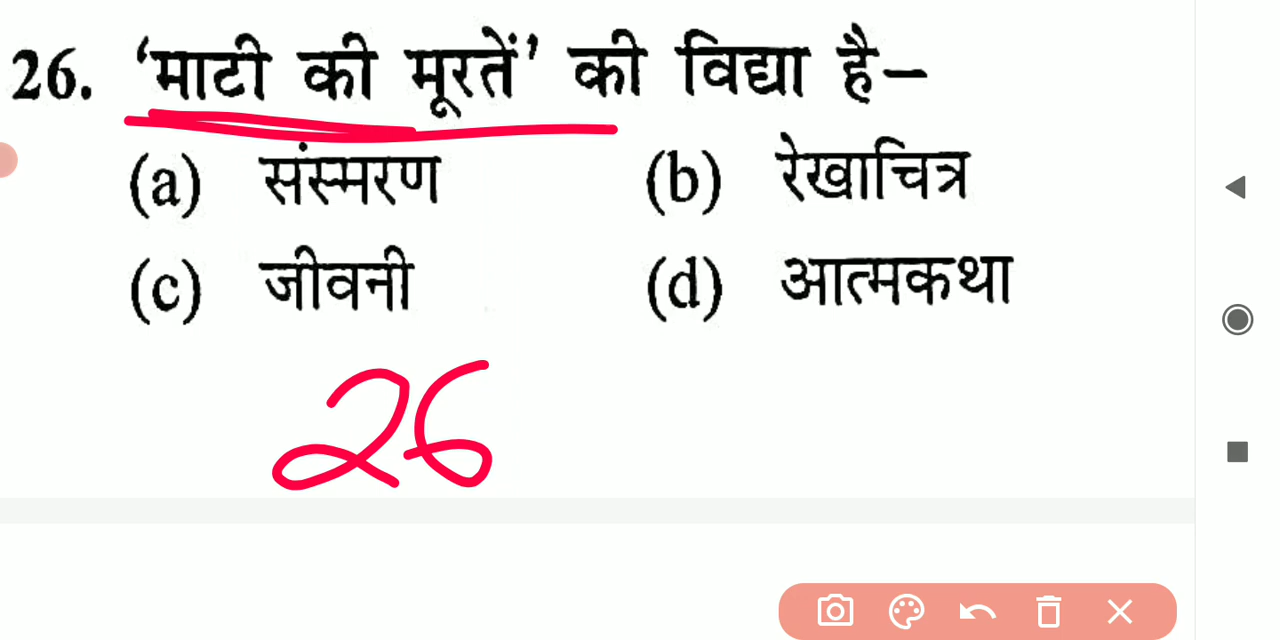 26. ‘माटी की मूरतें’ की विद्या है–
(a) संस्मरण (b) रेखाचित्र
(c) जीवनी (d) आत्मकथा
26